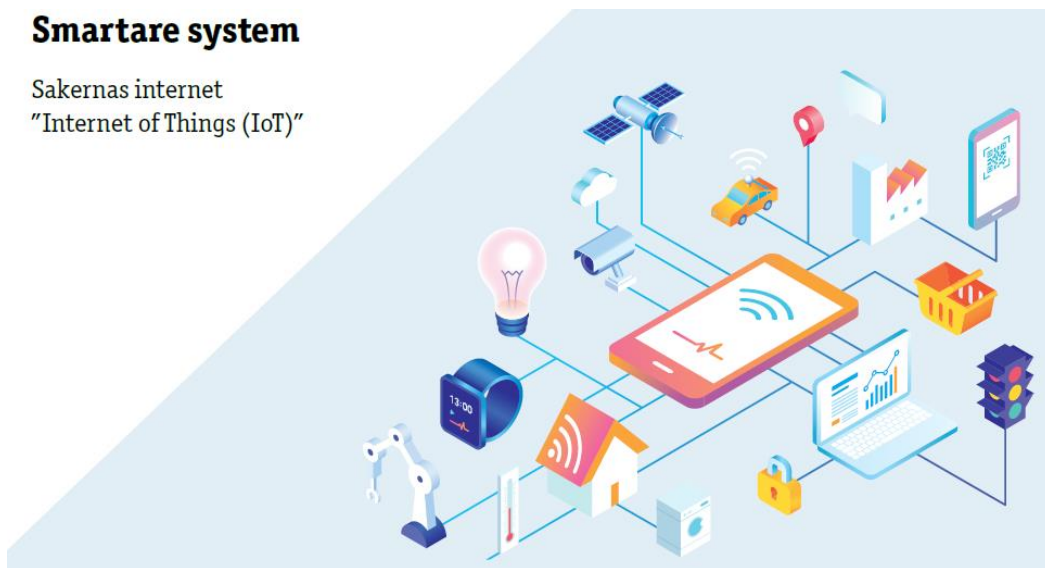 Smartare system
Sakernas internet
”Internet of Things (IoT)”
13:00